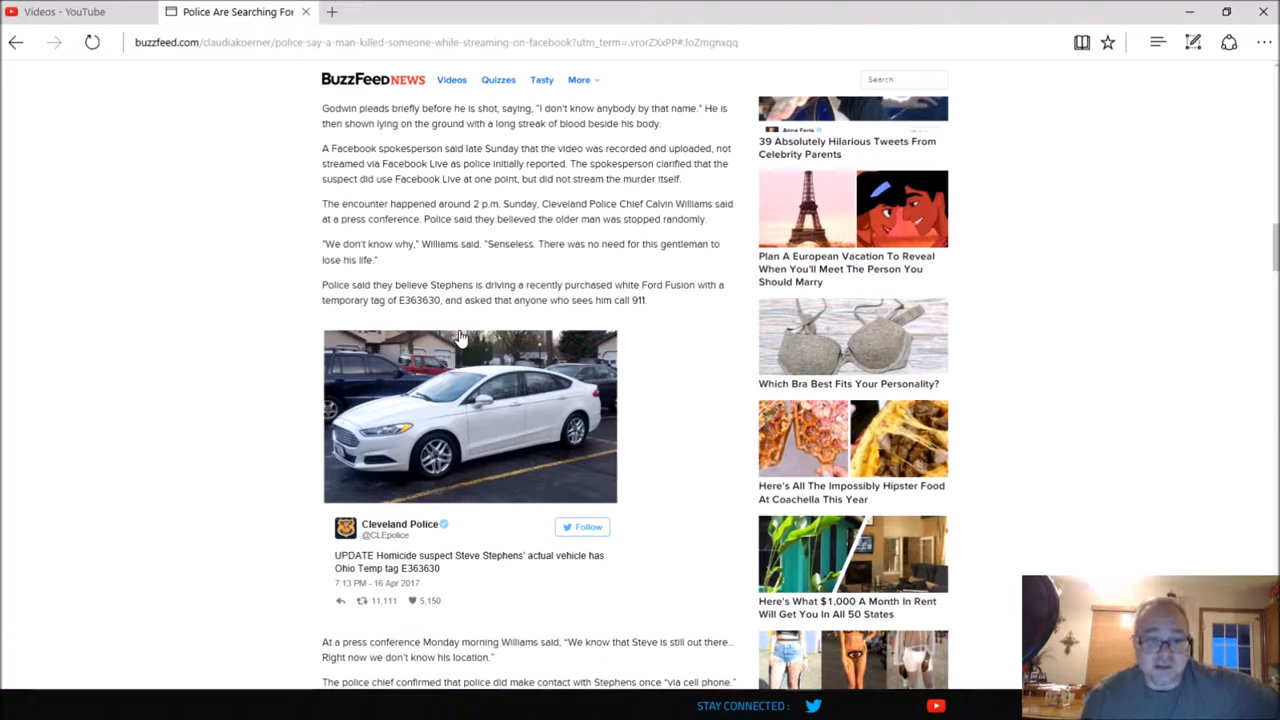 Videos - YouTube
Police Are Searching For
buzzfeed.com/claudiakoerner/police-say-a-man-killed-someone-while-streaming-on-facebook?utm_term=.vrorZXxPP#.loZmgnxqq
BuzzFeed NEWS
Videos
Quizzes
Tasty
More
Search
Godwin pleads briefly before he is shot, saying, "I don't know anybody by that name." He is
then shown lying on the ground with a long streak of blood beside his body.
A Facebook spokesperson said late Sunday that the video was recorded and uploaded, not
streamed via Facebook Live as police initially reported. The spokesperson clarified that the
suspect did use Facebook Live at one point, but did not stream the murder itself.
The encounter happened around 2 p.m. Sunday, Cleveland Police Chief Calvin Williams said
at a press conference. Police said they believed the older man was stopped randomly.
"We don't know why," Williams said. "Senseless. There was no need for this gentleman to
lose his life."
Police said they believe Stephens is driving a recently purchased white Ford Fusion with a
temporary tag of E363630, and asked that anyone who sees him call 911.
Cleveland Police
@CLEpolice
Follow
UPDATE Homicide suspect Steve Stephens' actual vehicle has
Ohio Temp tag E363630
7:13 PM - 16 Apr 2017
11,111
5,150
At a press conference Monday morning Williams said, "We know that Steve is still out there...
Right now we don't know his location."
The police chief confirmed that police did make contact with Stephens once "via cell phone."
Anna Faris
39 Absolutely Hilarious Tweets From
Celebrity Parents
Plan A European Vacation To Reveal
When You'll Meet The Person You
Should Marry
Which Bra Best Fits Your Personality?
Here's All The Impossibly Hipster Food
At Coachella This Year
Here's What $1,000 A Month In Rent
Will Get You In All 50 States
STAY CONNECTED :